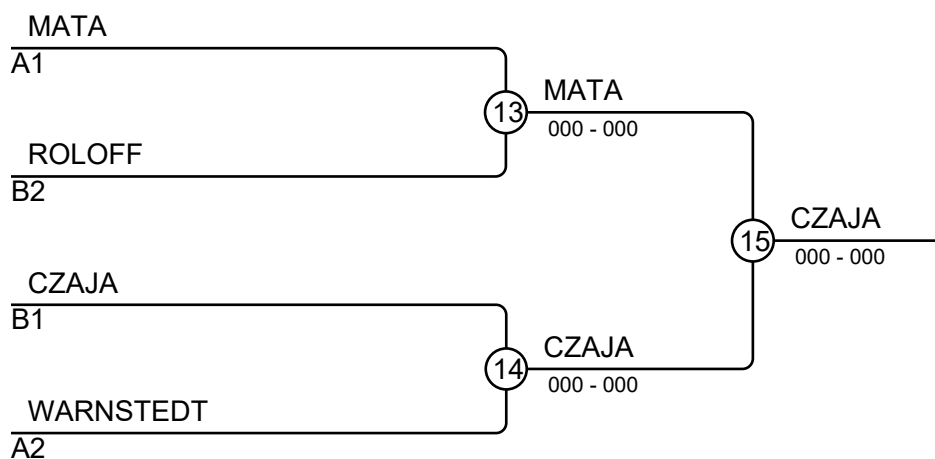 MATA
A1
13
MATA
000 - 000
ROLOFF
B2
15
CZAJA
000 - 000
CZAJA
B1
14
CZAJA
000 - 000
WARNSTEDT
A2